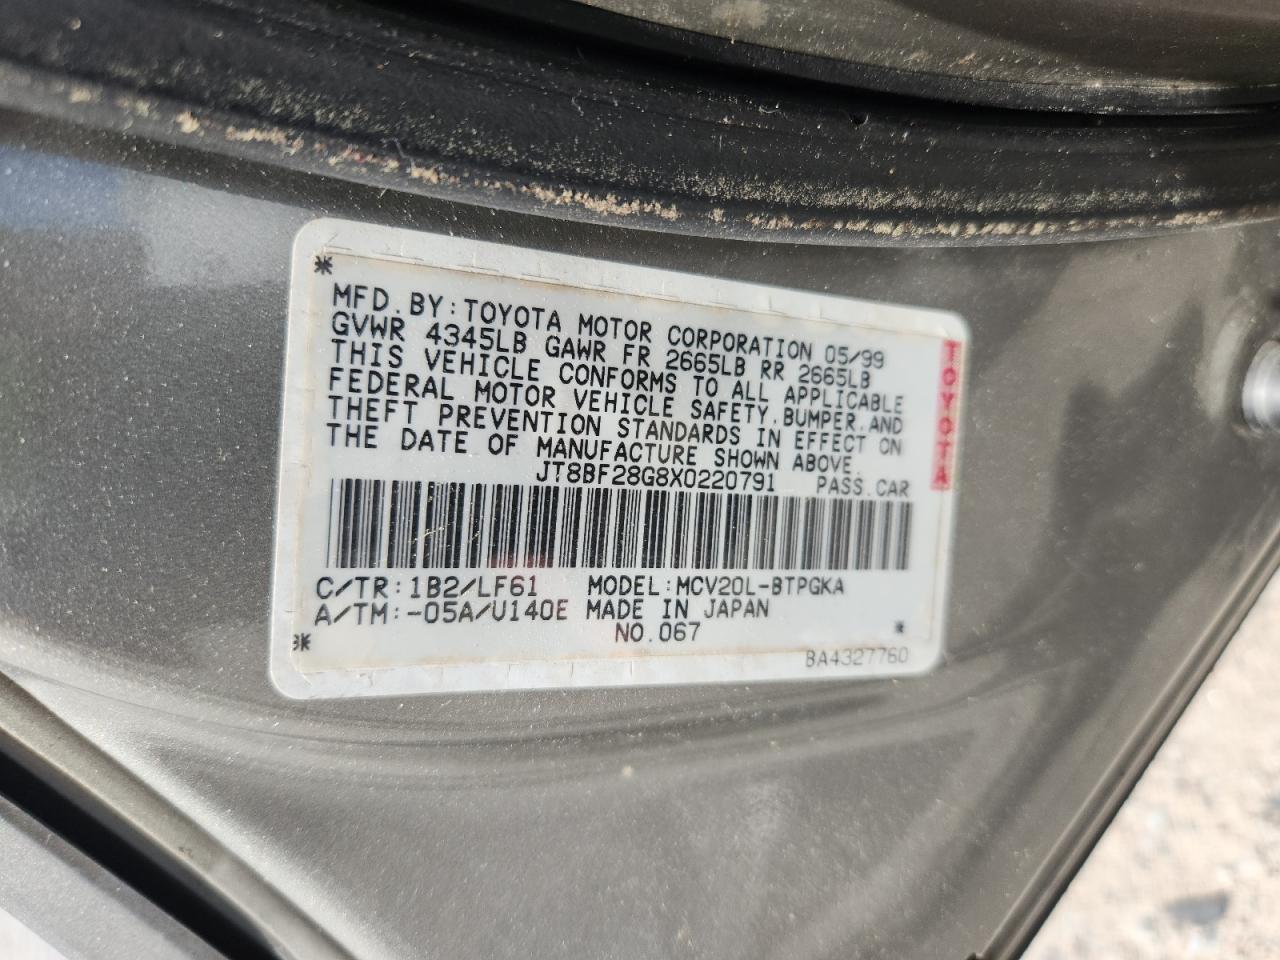 MFD. BY: TOYOTA MOTOR CORPORATION 05/99
GVWR 4345LB GAWR FR 2665LB RR 2665LB
THIS VEHICLE CONFORMS TO ALL APPLICABLE
FEDERAL MOTOR VEHICLE SAFETY, BUMPER, AND
THEFT PREVENTION STANDARDS IN EFFECT ON
THE DATE OF MANUFACTURE SHOWN ABOVE.
JT8BF28G8X0220791 PASS. CAR
TOYOTA
C/TR: 1B2/LF61 MODEL: MCV20L-BTPGKA
A/TM: -05A/U140E MADE IN JAPAN
NO. 067
BA4327760